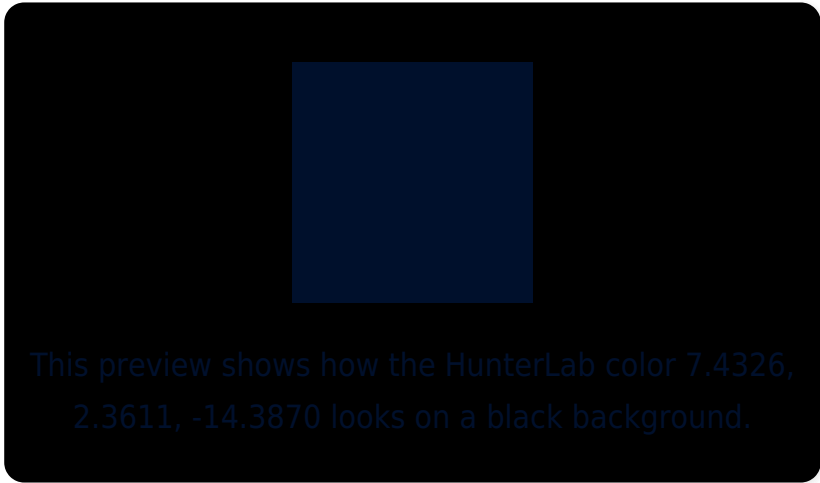 This preview shows how the HunterLab color 7.4326,
2.3611, -14.3870 looks on a black background.